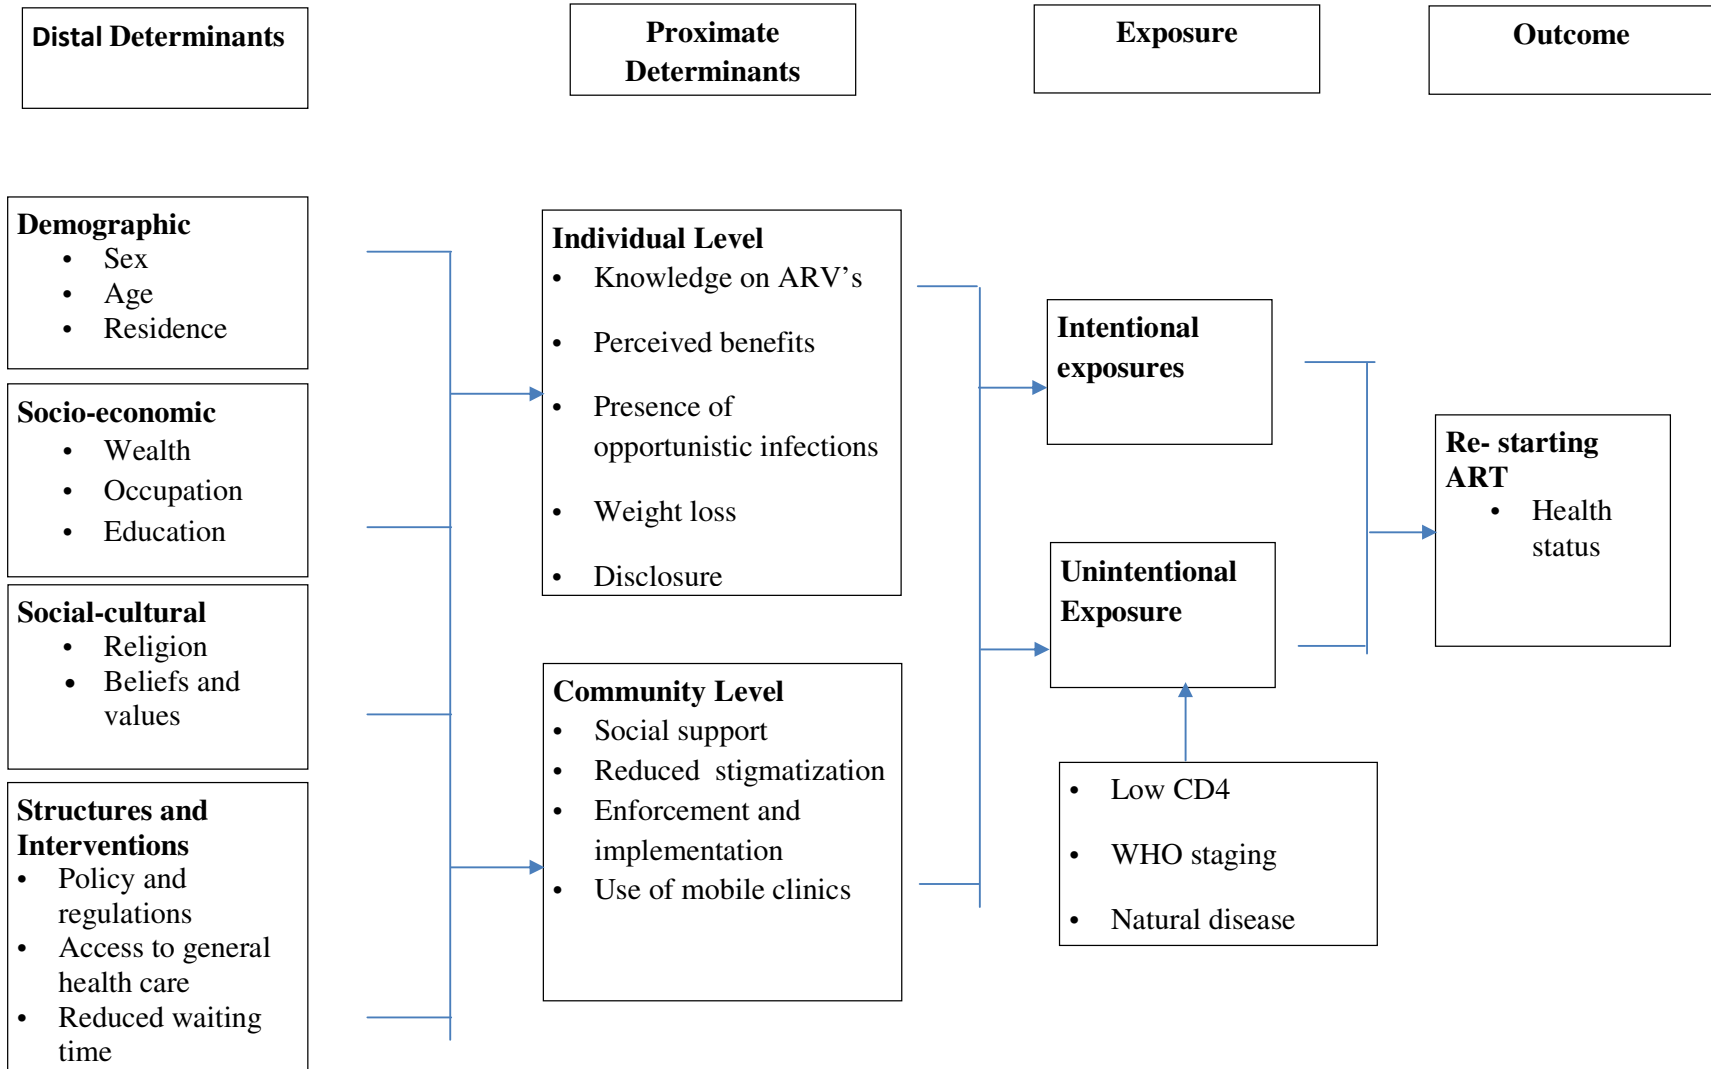 Distal Determinants
Proximate
Determinants
Exposure
Outcome
Demographic
• Sex
• Age
• Residence
Socio-economic
• Wealth
• Occupation
• Education
Social-cultural
• Religion
• Beliefs and
values
Structures and
Interventions
• Policy and
regulations
• Access to general
health care
• Reduced waiting
time
Individual Level
• Knowledge on ARV’s
• Perceived benefits
• Presence of
opportunistic infections
• Weight loss
• Disclosure
Community Level
• Social support
• Reduced stigmatization
• Enforcement and
implementation
• Use of mobile clinics
Intentional
exposures
Unintentional
Exposure
• Low CD4
• WHO staging
• Natural disease
Re- starting
ART
• Health
status